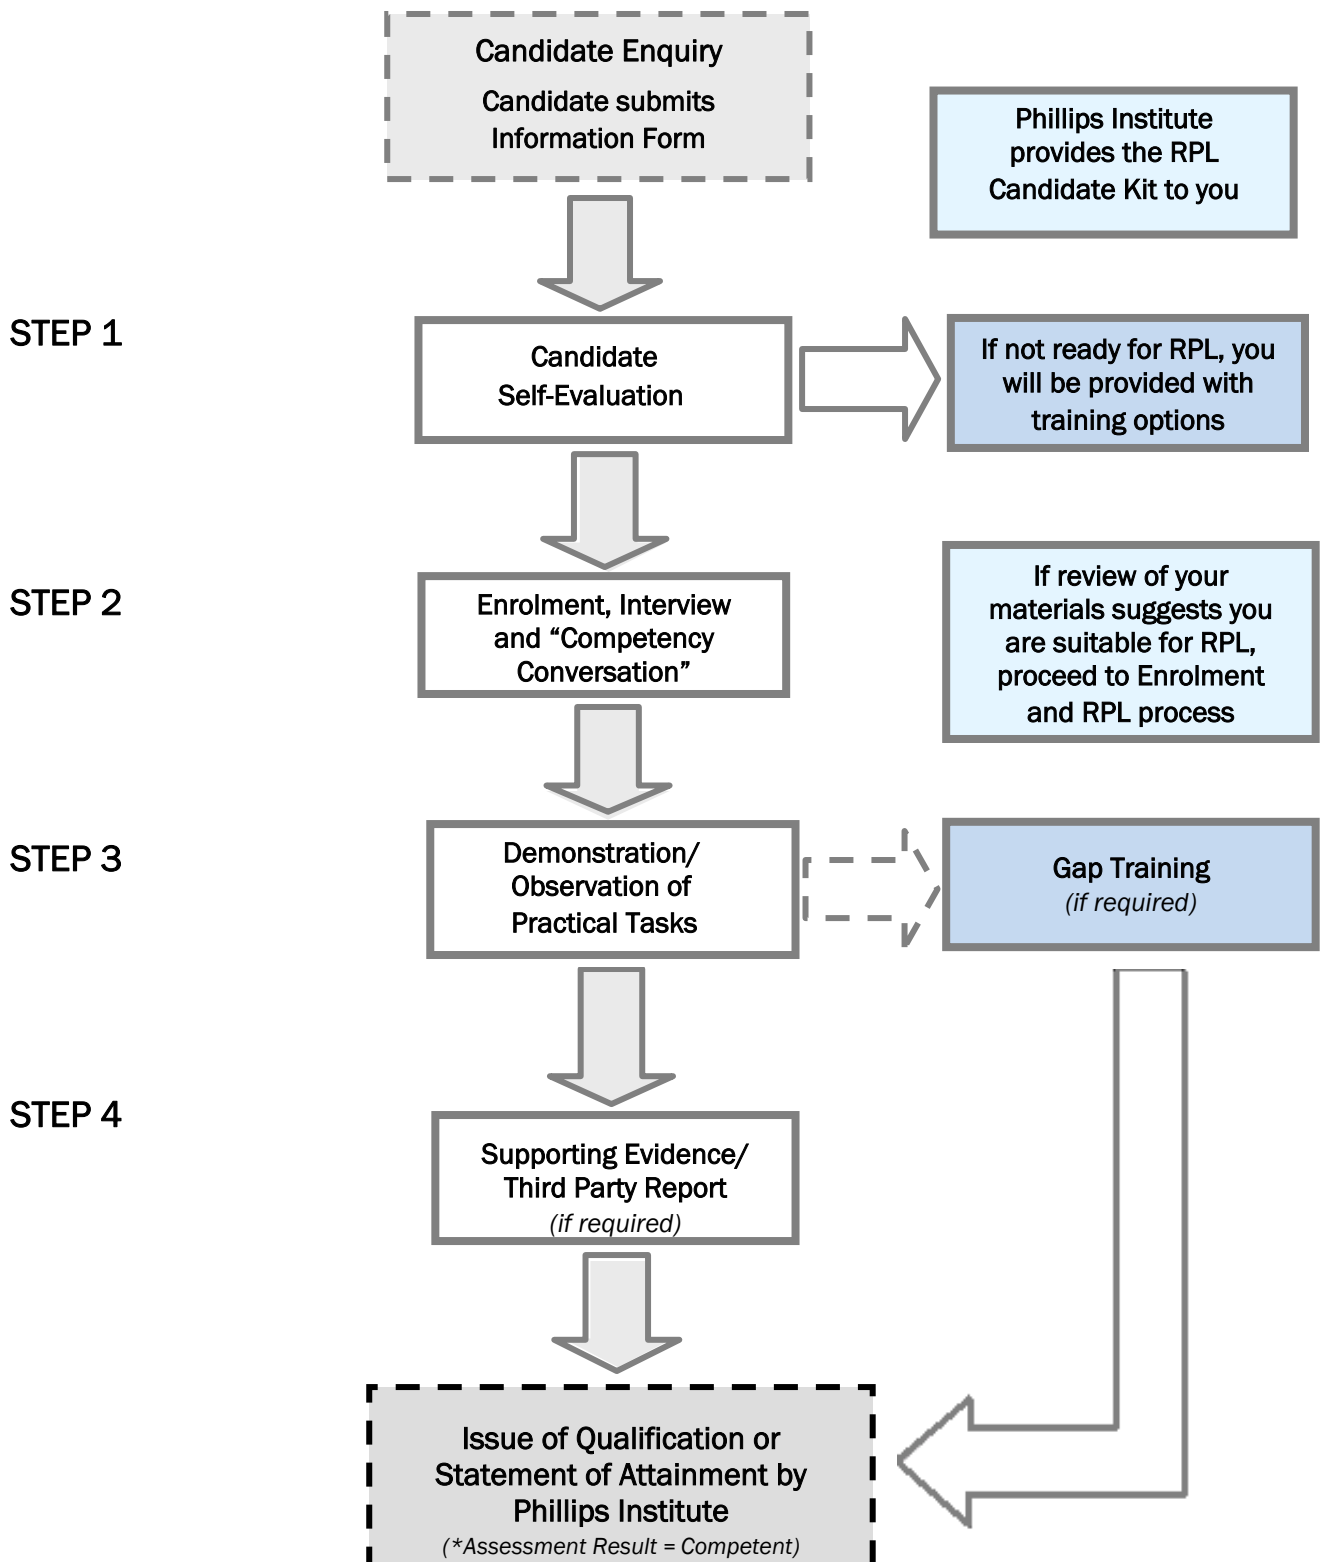 Candidate Enquiry
Candidate submits
Information Form
Phillips Institute
provides the RPL
Candidate Kit to you
STEP 1
Candidate
Self-Evaluation
If not ready for RPL, you
will be provided with
training options
STEP 2
Enrolment, Interview
and “Competency
Conversation”
If review of your
materials suggests you
are suitable for RPL,
proceed to Enrolment
and RPL process
STEP 3
Demonstration/
Observation of
Practical Tasks
Gap Training
(if required)
STEP 4
Supporting Evidence/
Third Party Report
(if required)
Issue of Qualification or
Statement of Attainment by
Phillips Institute
(*Assessment Result = Competent)